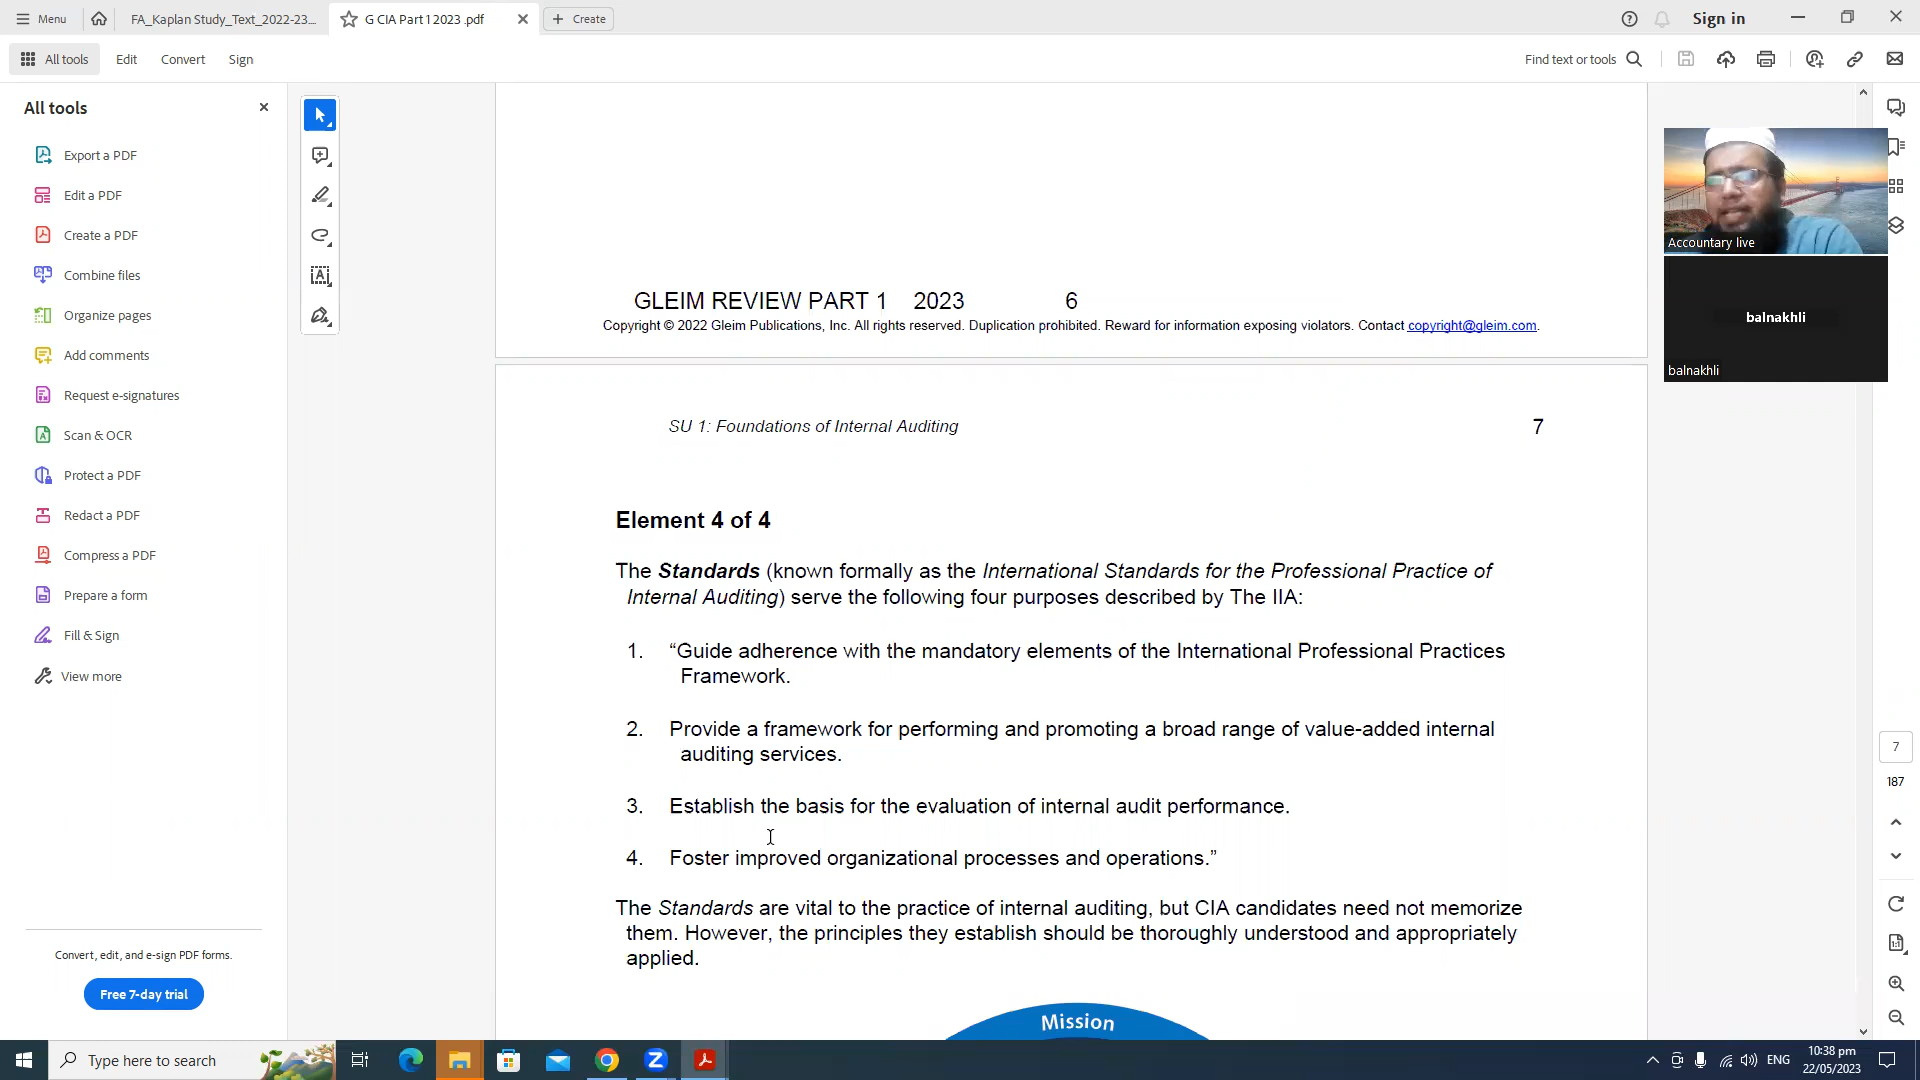 Menu
FA_Kaplan Study_Text_2022-23...
G CIA Part 1 2023 .pdf
Create
Sign in
All tools
Edit
Convert
Sign
Find text or tools
All tools
Export a PDF
Edit a PDF
Create a PDF
Combine files
Organize pages
Add comments
Request e-signatures
Scan & OCR
Protect a PDF
Redact a PDF
Compress a PDF
Prepare a form
Fill & Sign
View more
Convert, edit, and e-sign PDF forms.
Free 7-day trial
GLEIM REVIEW PART 1 2023 6
Copyright © 2022 Gleim Publications, Inc. All rights reserved. Duplication prohibited. Reward for information exposing violators. Contact copyright@gleim.com.
SU 1: Foundations of Internal Auditing 7
Element 4 of 4
The Standards (known formally as the International Standards for the Professional Practice of
Internal Auditing) serve the following four purposes described by The IIA:
1. “Guide adherence with the mandatory elements of the International Professional Practices
Framework.
2. Provide a framework for performing and promoting a broad range of value-added internal
auditing services.
3. Establish the basis for the evaluation of internal audit performance.
4. Foster improved organizational processes and operations.”
The Standards are vital to the practice of internal auditing, but CIA candidates need not memorize
them. However, the principles they establish should be thoroughly understood and appropriately
applied.
Mission
Accountary live
balnakhli
balnakhli
7
187
Type here to search
ENG
10:38 pm
22/05/2023